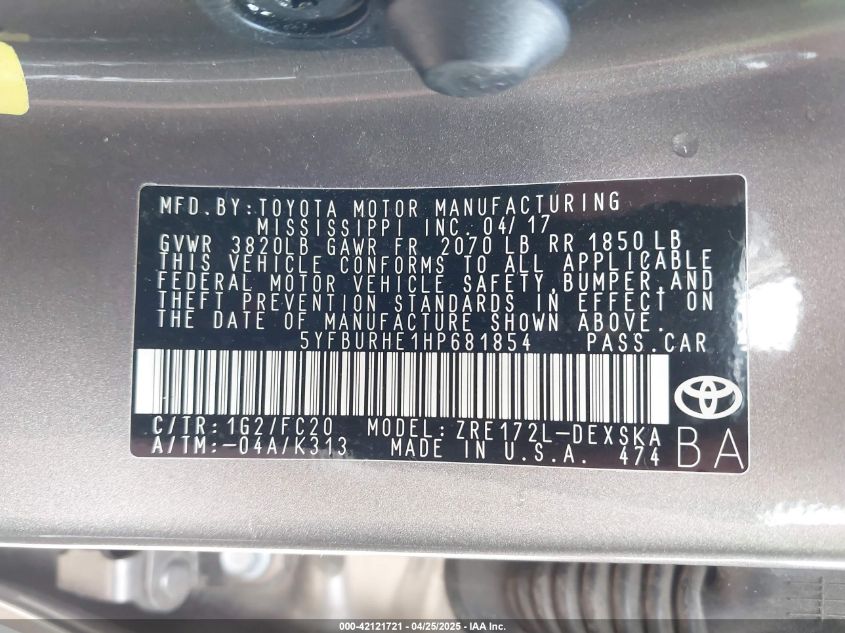 MFD.BY:TOYOTA MOTOR MANUFACTURING
MISSISSIPPI INC. 04/17
GVWR 3820LB GAWR FR 2070 LB RR 1850 LB
THIS VEHICLE CONFORMS TO ALL APPLICABLE
FEDERAL MOTOR VEHICLE SAFETY,BUMPER,AND
THEFT PREVENTION STANDARDS IN EFFECT ON
THE DATE OF MANUFACTURE SHOWN ABOVE.
5YFBURHE1HP681854 PASS.CAR
C/TR:1G2/FC20 MODEL:ZRE172L-DEXSKA
A/TM:-04A/K313 MADE IN U.S.A. 474
BA
000-42121721 - 04/25/2025 - IAA Inc.